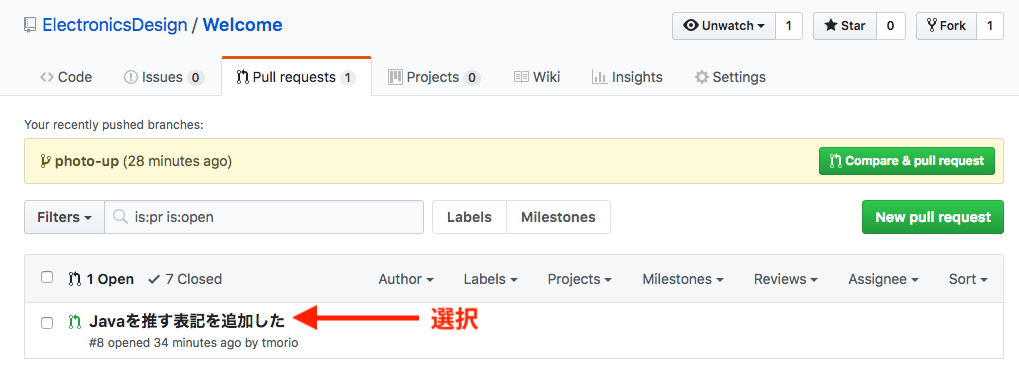 ElectronicsDesign / Welcome
Unwatch 1 Star 0 Fork 1
Code Issues 0 Pull requests 1 Projects 0 Wiki Insights Settings
Your recently pushed branches:
photo-up (28 minutes ago) Compare & pull request
Filters is:pr is:open Labels Milestones New pull request
1 Open 7 Closed Author Labels Projects Milestones Reviews Assignee Sort
Javaを推す表記を追加した 選択
#8 opened 34 minutes ago by tmorio